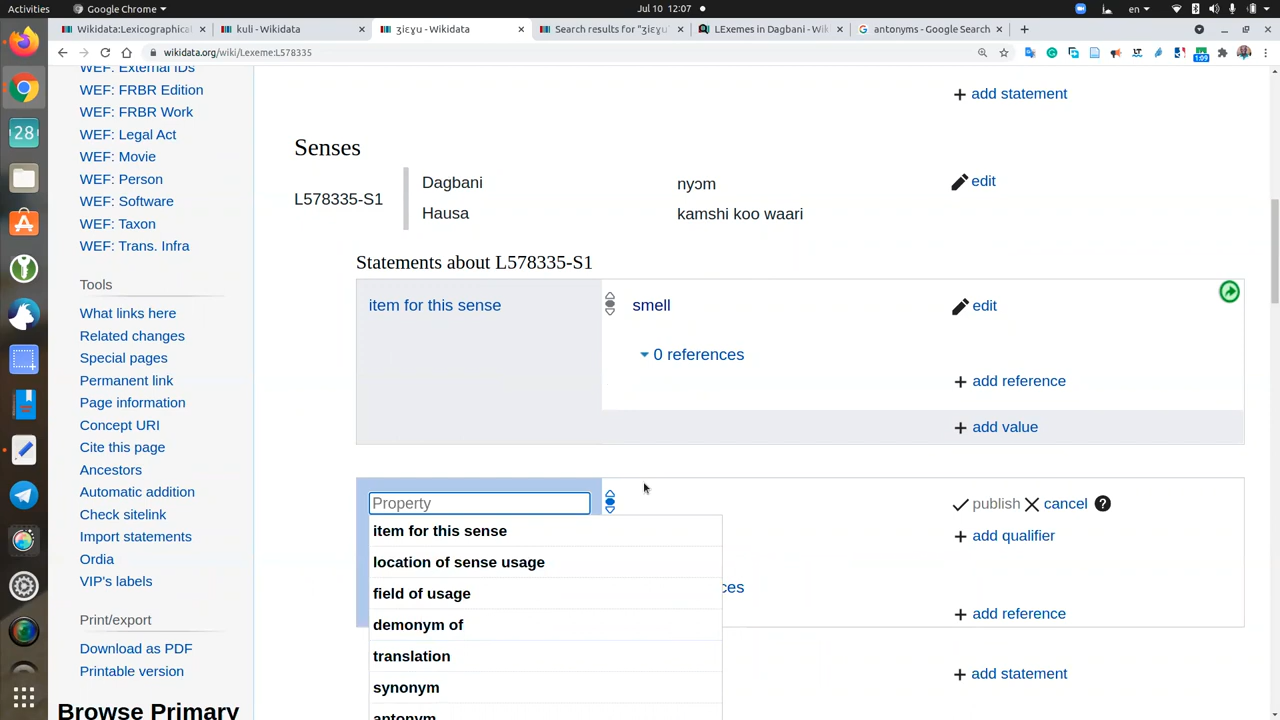 Activities Google Chrome Jul 10 12:07 en
Wikidata:Lexicographical kuli - Wikidata ʒiɛɣu - Wikidata Search results for "ʒiɛɣu" LExemes in Dagbani - Wi antonyms - Google Search
wikidata.org/wiki/Lexeme:L578335
1:09
28
WEF: External IDs
WEF: FRBR Edition
WEF: FRBR Work
WEF: Legal Act
WEF: Movie
WEF: Person
WEF: Software
WEF: Taxon
WEF: Trans. Infra
Tools
What links here
Related changes
Special pages
Permanent link
Page information
Concept URI
Cite this page
Ancestors
Automatic addition
Check sitelink
Import statements
Ordia
VIP's labels
Print/export
Download as PDF
Printable version
Browse Primary
+ add statement
Senses
L578335-S1
Dagbani nyɔm edit
Hausa kamshi koo waari
Statements about L578335-S1
item for this sense smell edit
0 references
+ add reference
+ add value
Property publish cancel ?
+ add qualifier
item for this sense
location of sense usage
field of usage
ces
demonym of
+ add reference
translation
synonym
antonym
+ add statement